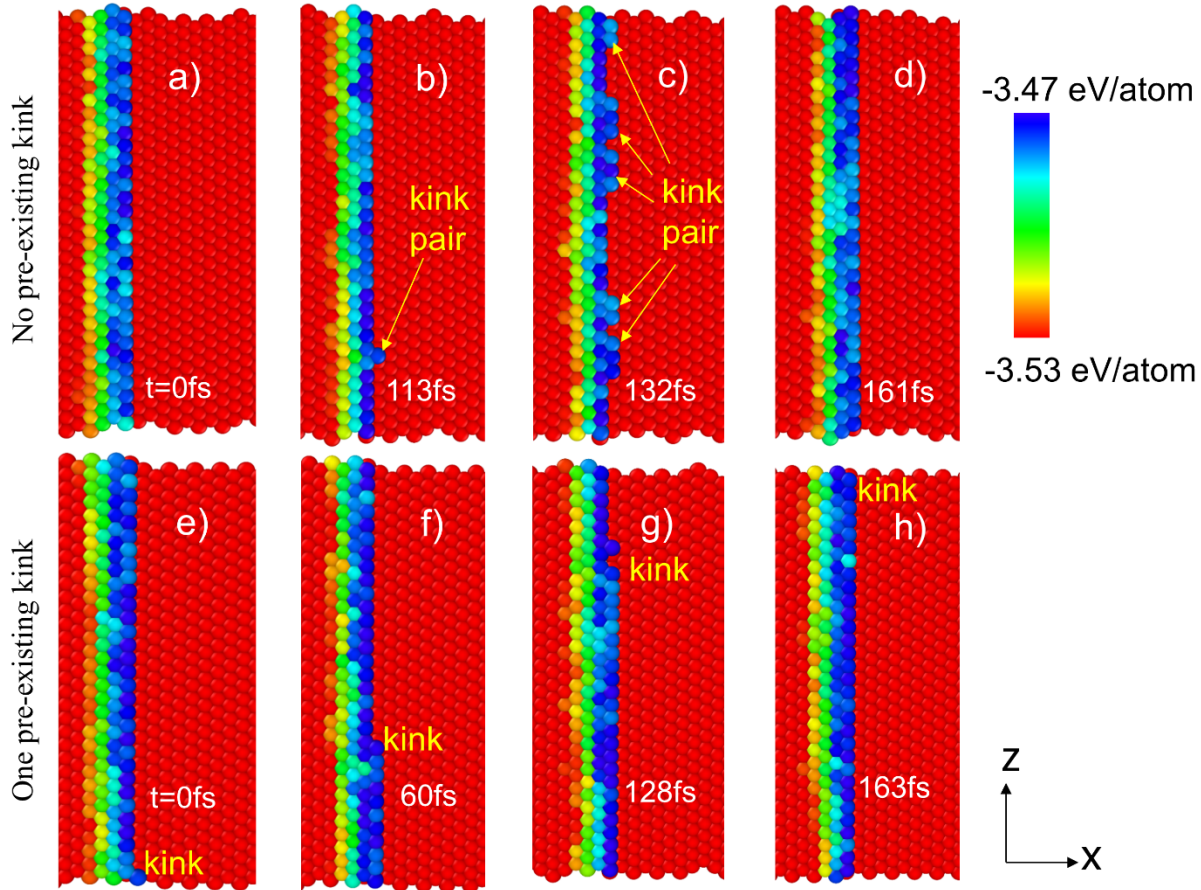 No pre-existing kink
a)
t=0fs
b)
kink
pair
113fs
c)
kink
pair
132fs
d)
161fs
-3.47 eV/atom
-3.53 eV/atom
One pre-existing kink
e)
t=0fs
kink
f)
kink
60fs
g)
kink
128fs
kink
h)
163fs
Z
X